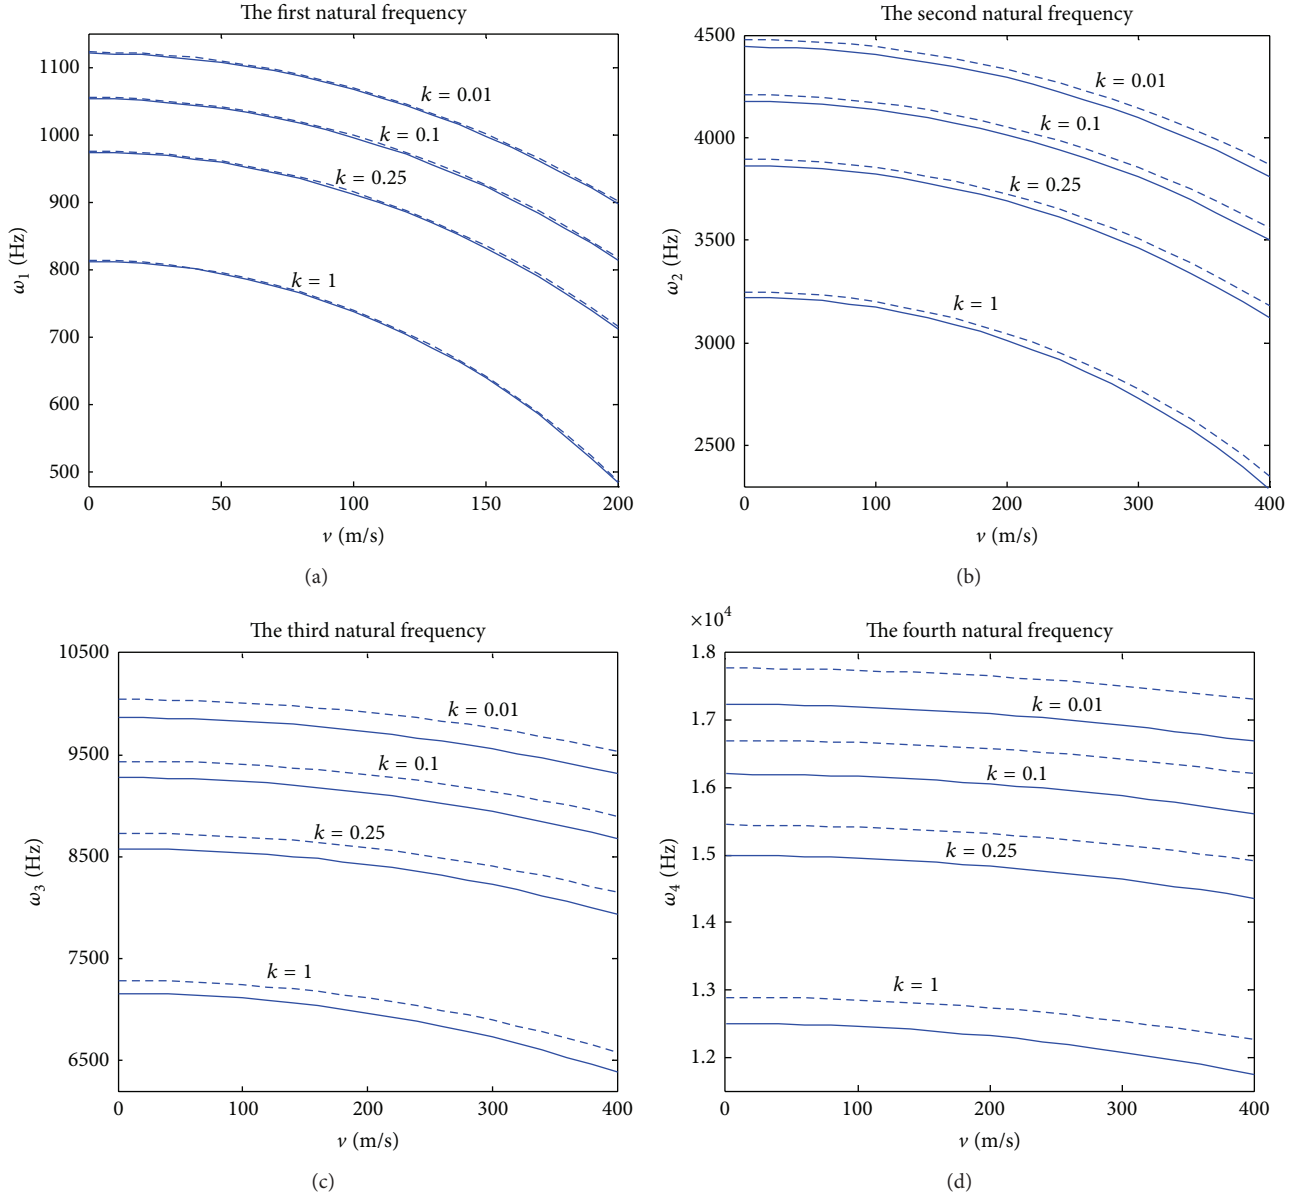 The first natural frequency
1100
1000
900
800
700
600
500
ω1 (Hz)
k = 0.01
k = 0.1
k = 0.25
k = 1
0 50 100 150 200
ν (m/s)
(a)
The second natural frequency
4500
4000
3500
3000
2500
ω2 (Hz)
k = 0.01
k = 0.1
k = 0.25
k = 1
0 100 200 300 400
ν (m/s)
(b)
The third natural frequency
10500
9500
8500
7500
6500
ω3 (Hz)
k = 0.01
k = 0.1
k = 0.25
k = 1
0 100 200 300 400
ν (m/s)
(c)
×10⁴
The fourth natural frequency
1.8
1.7
1.6
1.5
1.4
1.3
1.2
ω4 (Hz)
k = 0.01
k = 0.1
k = 0.25
k = 1
0 100 200 300 400
ν (m/s)
(d)